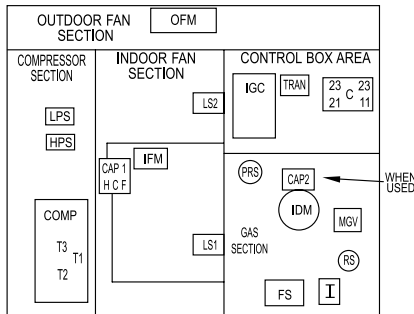 OUTDOOR FAN
SECTION
OFM
COMPRESSOR
SECTION
LPS
HPS
COMP
T3
T1
T2
INDOOR FAN
SECTION
LS2
CAP 1
H C F
IFM
LS1
CONTROL BOX AREA
IGC
TRAN
23 C 23
21 11
PRS
CAP2
WHEN
USED
IDM
MGV
GAS
SECTION
RS
FS
I